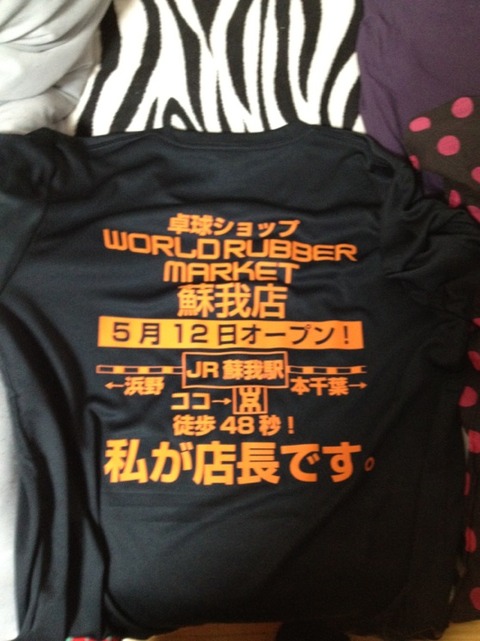 卓球ショップ
WORLD RUBBER
MARKET
蘇我店
5月12日オープン!
JR蘇我駅
←浜野 本千葉→
ココ→
徒歩48秒!
私が店長です。